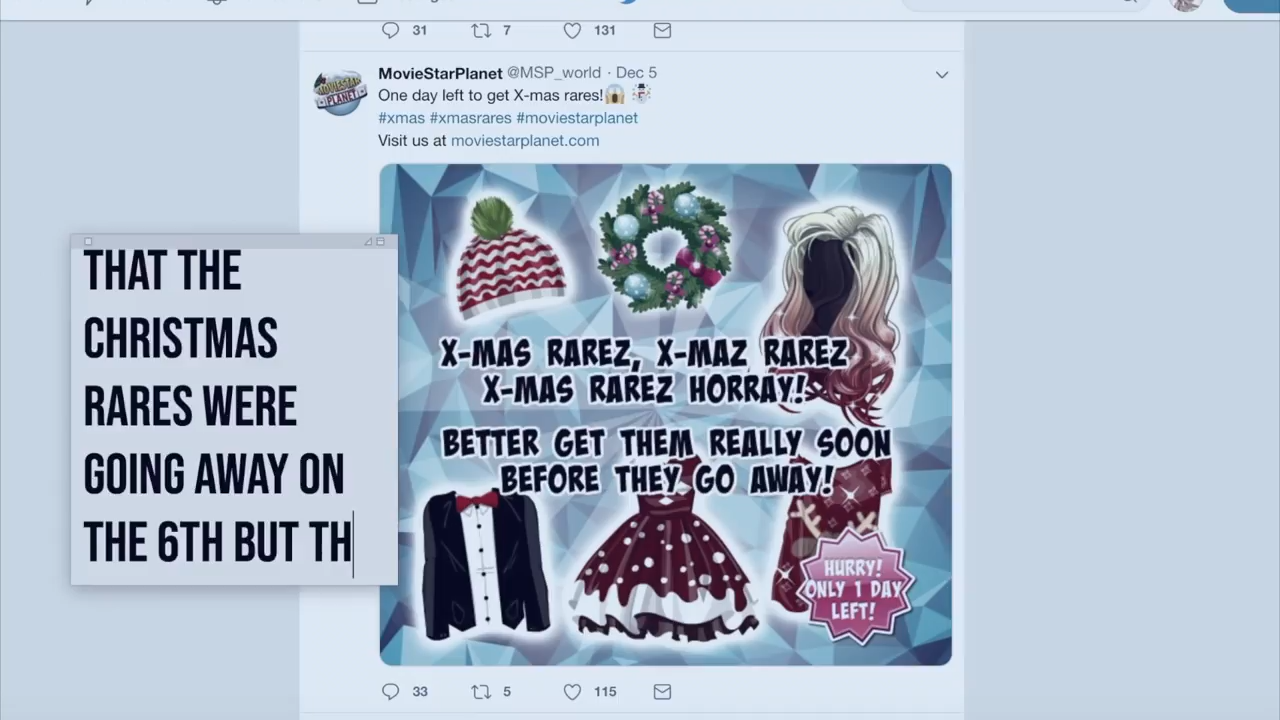 31 7 131
MovieStarPlanet @MSP_world · Dec 5
One day left to get X-mas rares!😱 ☃️
#xmas #xmasrares #moviestarplanet
Visit us at moviestarplanet.com
MOVIESTAR
PLANET
THAT THE
CHRISTMAS
RARES WERE
GOING AWAY ON
THE 6TH BUT TH
X-MAS RAREZ, X-MAZ RAREZ
X-MAS RAREZ HORRAY!
BETTER GET THEM REALLY SOON
BEFORE THEY GO AWAY!
HURRY!
ONLY 1 DAY
LEFT!
33 5 115